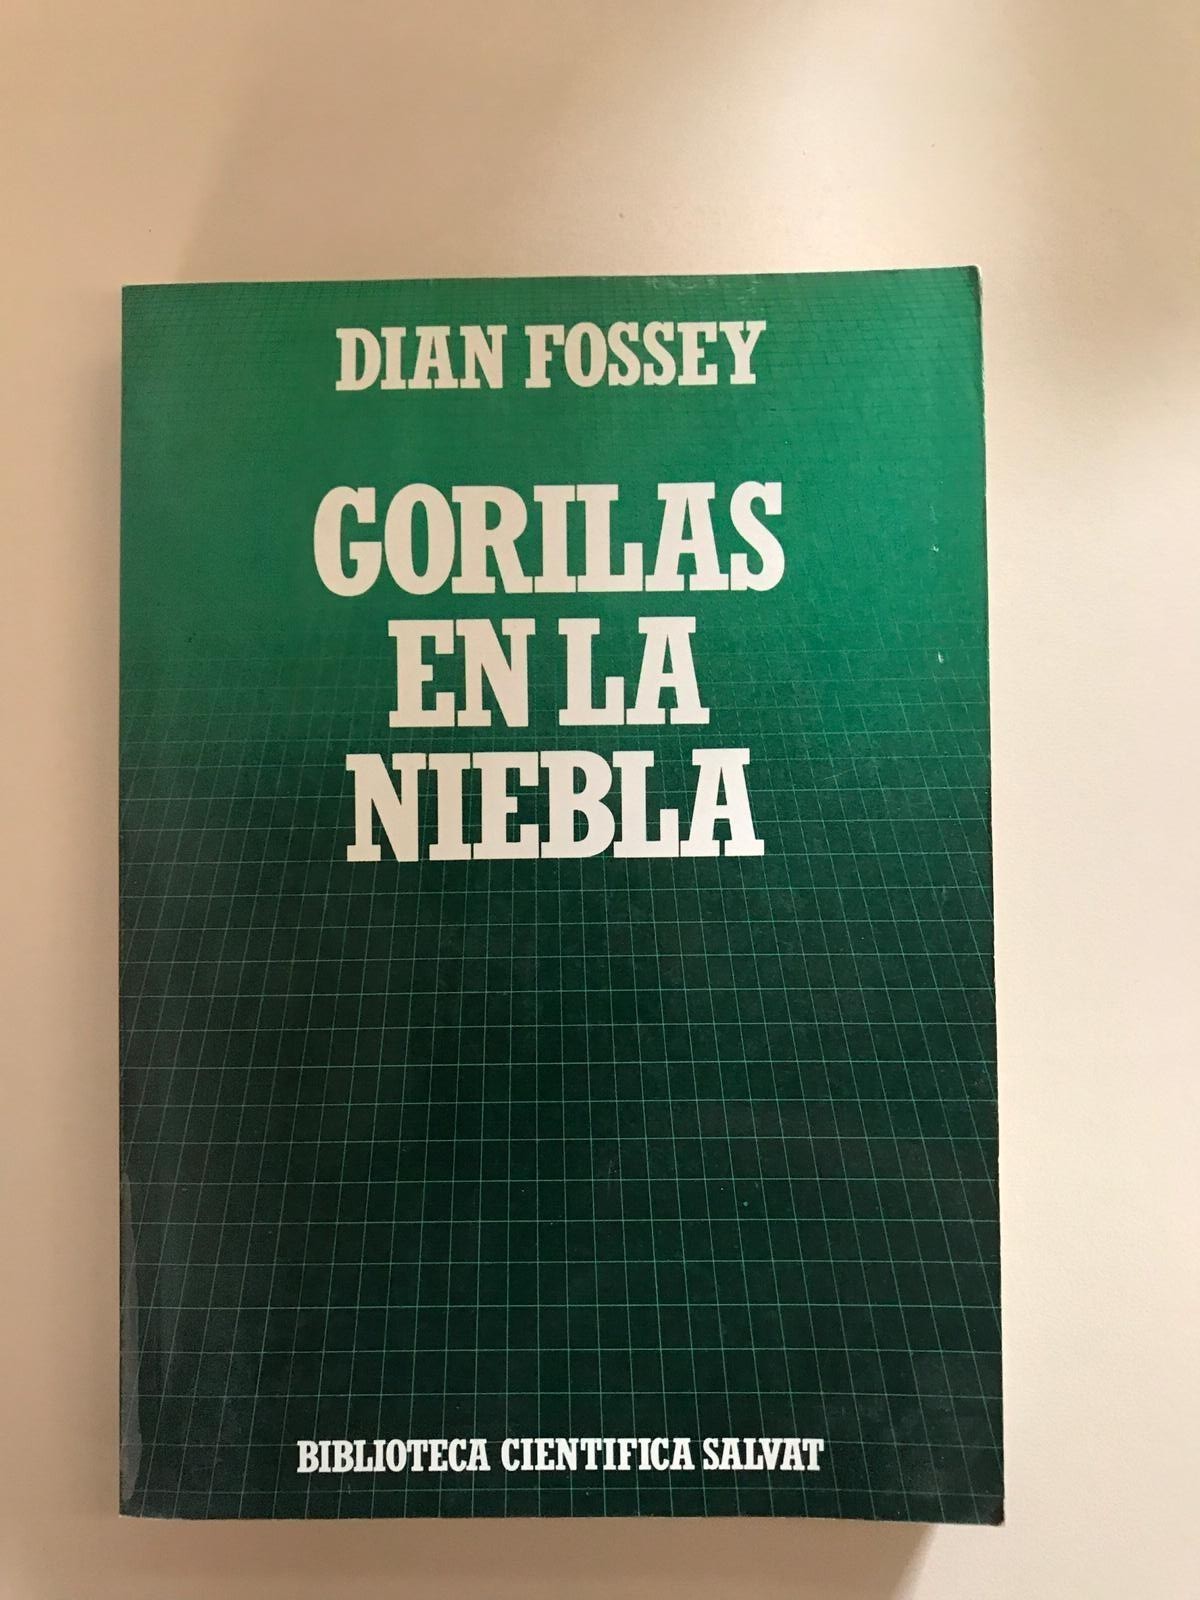 DIAN FOSSEY
GORILAS
EN LA
NIEBLA
BIBLIOTECA CIENTIFICA SALVAT